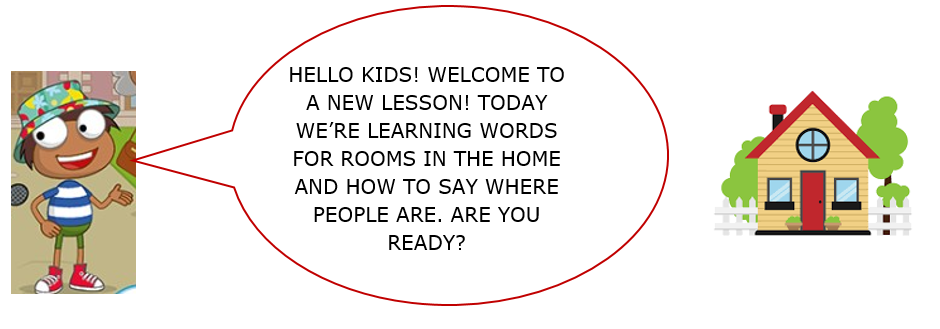 HELLO KIDS! WELCOME TO
A NEW LESSON! TODAY
WE’RE LEARNING WORDS
FOR ROOMS IN THE HOME
AND HOW TO SAY WHERE
PEOPLE ARE. ARE YOU
READY?